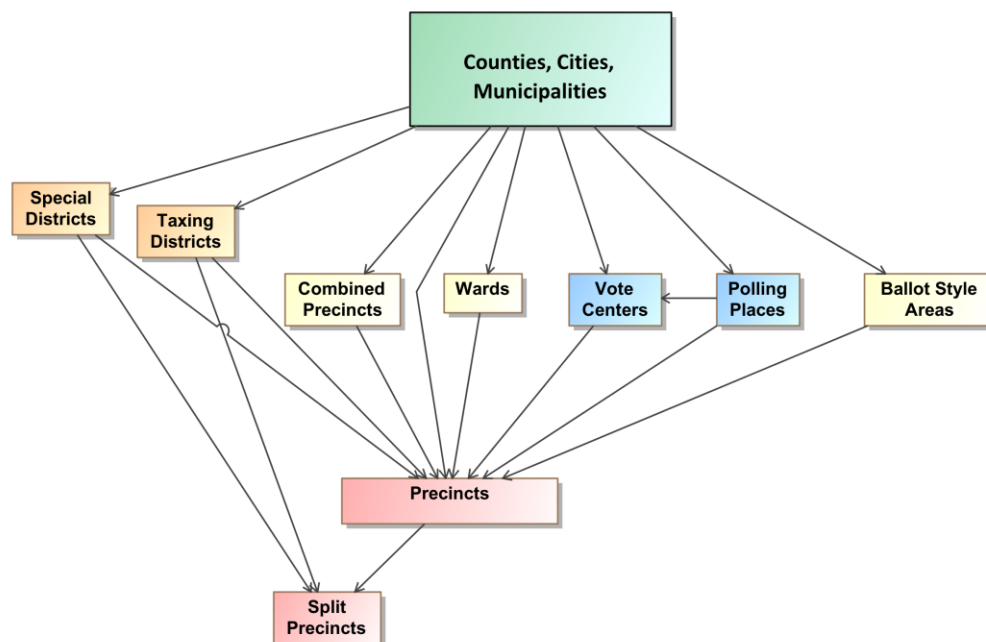 Counties, Cities,
Municipalities
Special
Districts
Taxing
Districts
Combined
Precincts
Wards
Vote
Centers
Polling
Places
Ballot Style
Areas
Precincts
Split
Precincts